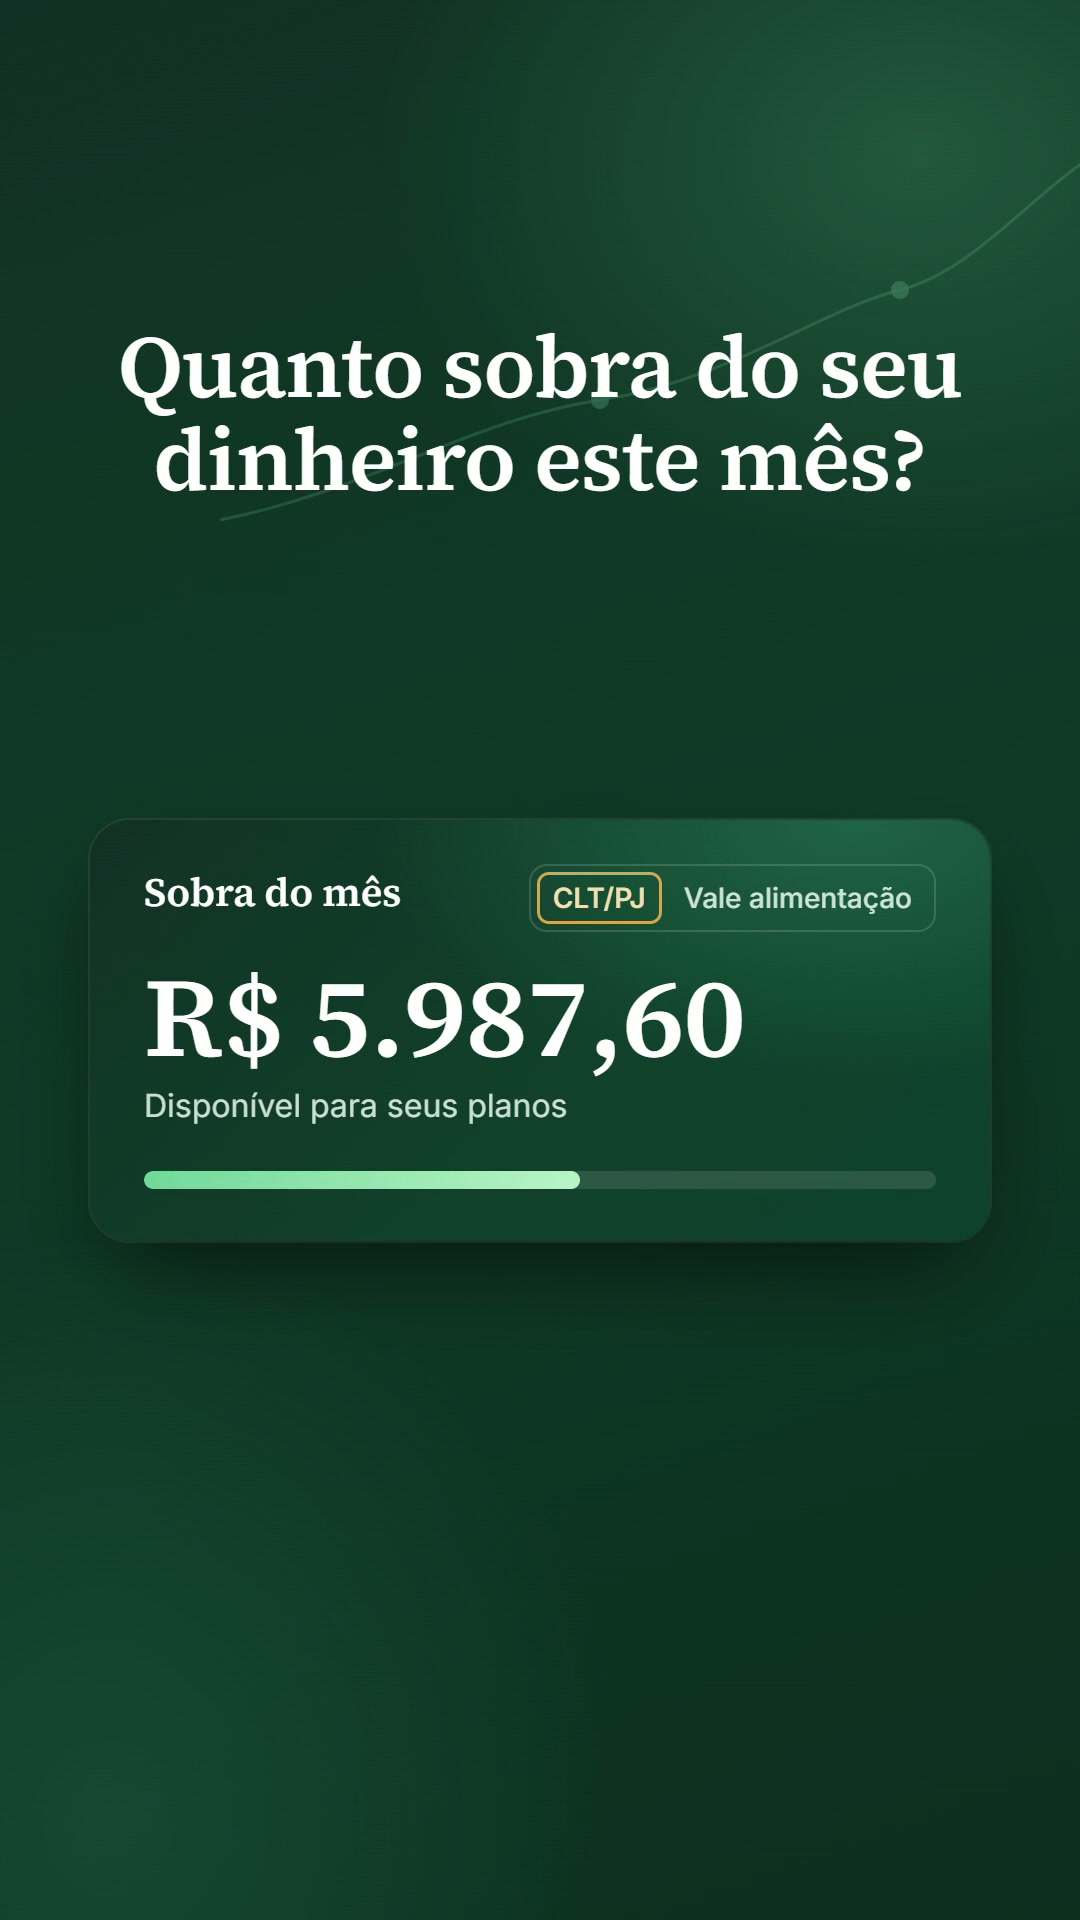 Quanto sobra do seu
dinheiro este mês?
Sobra do mês
CLT/PJ Vale alimentação
R$ 5.987,60
Disponível para seus planos